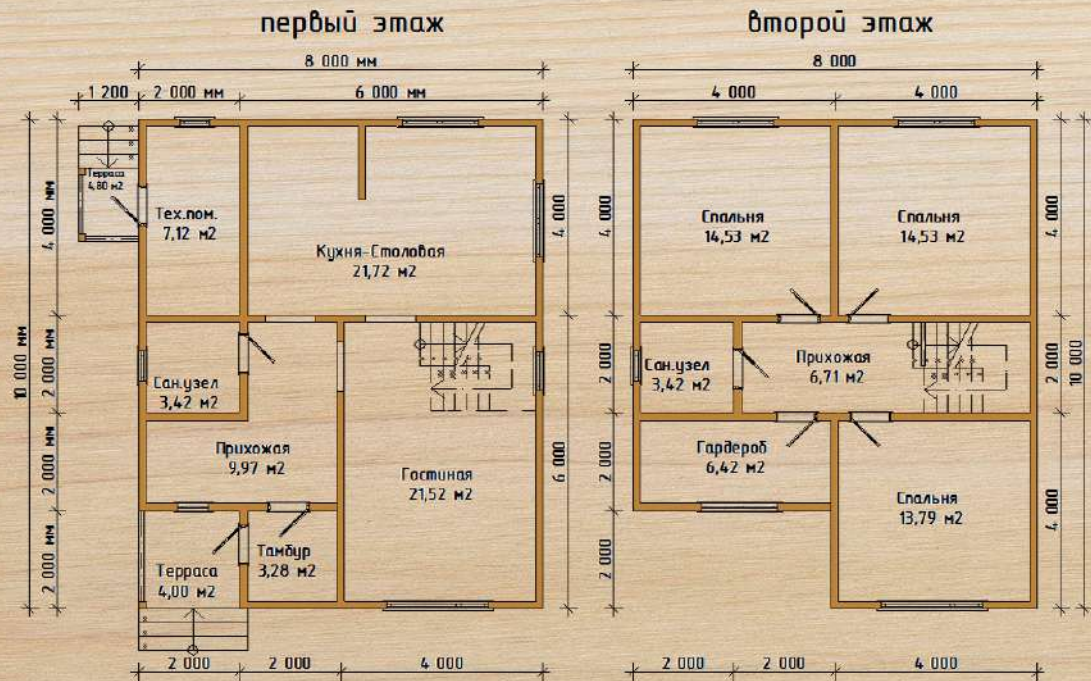 первый этаж
8 000 мм
1 200
2 000 мм
6 000 мм
10 000 мм
4 000 мм
2 000 мм
2 000 мм
2 000 мм
Терраса
4,80 м2
Тех.пом.
7,12 м2
Кухня-Столовая
21,72 м2
Сан.узел
3,42 м2
Прихожая
9,97 м2
Гостиная
21,52 м2
Терраса
4,00 м2
Тамбур
3,28 м2
4 000
6 000
2 000
2 000
4 000
второй этаж
8 000
4 000
4 000
4 000
2 000
2 000
2 000
Спальня
14,53 м2
Спальня
14,53 м2
Сан.узел
3,42 м2
Прихожая
6,71 м2
Гардероб
6,42 м2
Спальня
13,79 м2
4 000
2 000
4 000
10 000
2 000
2 000
4 000